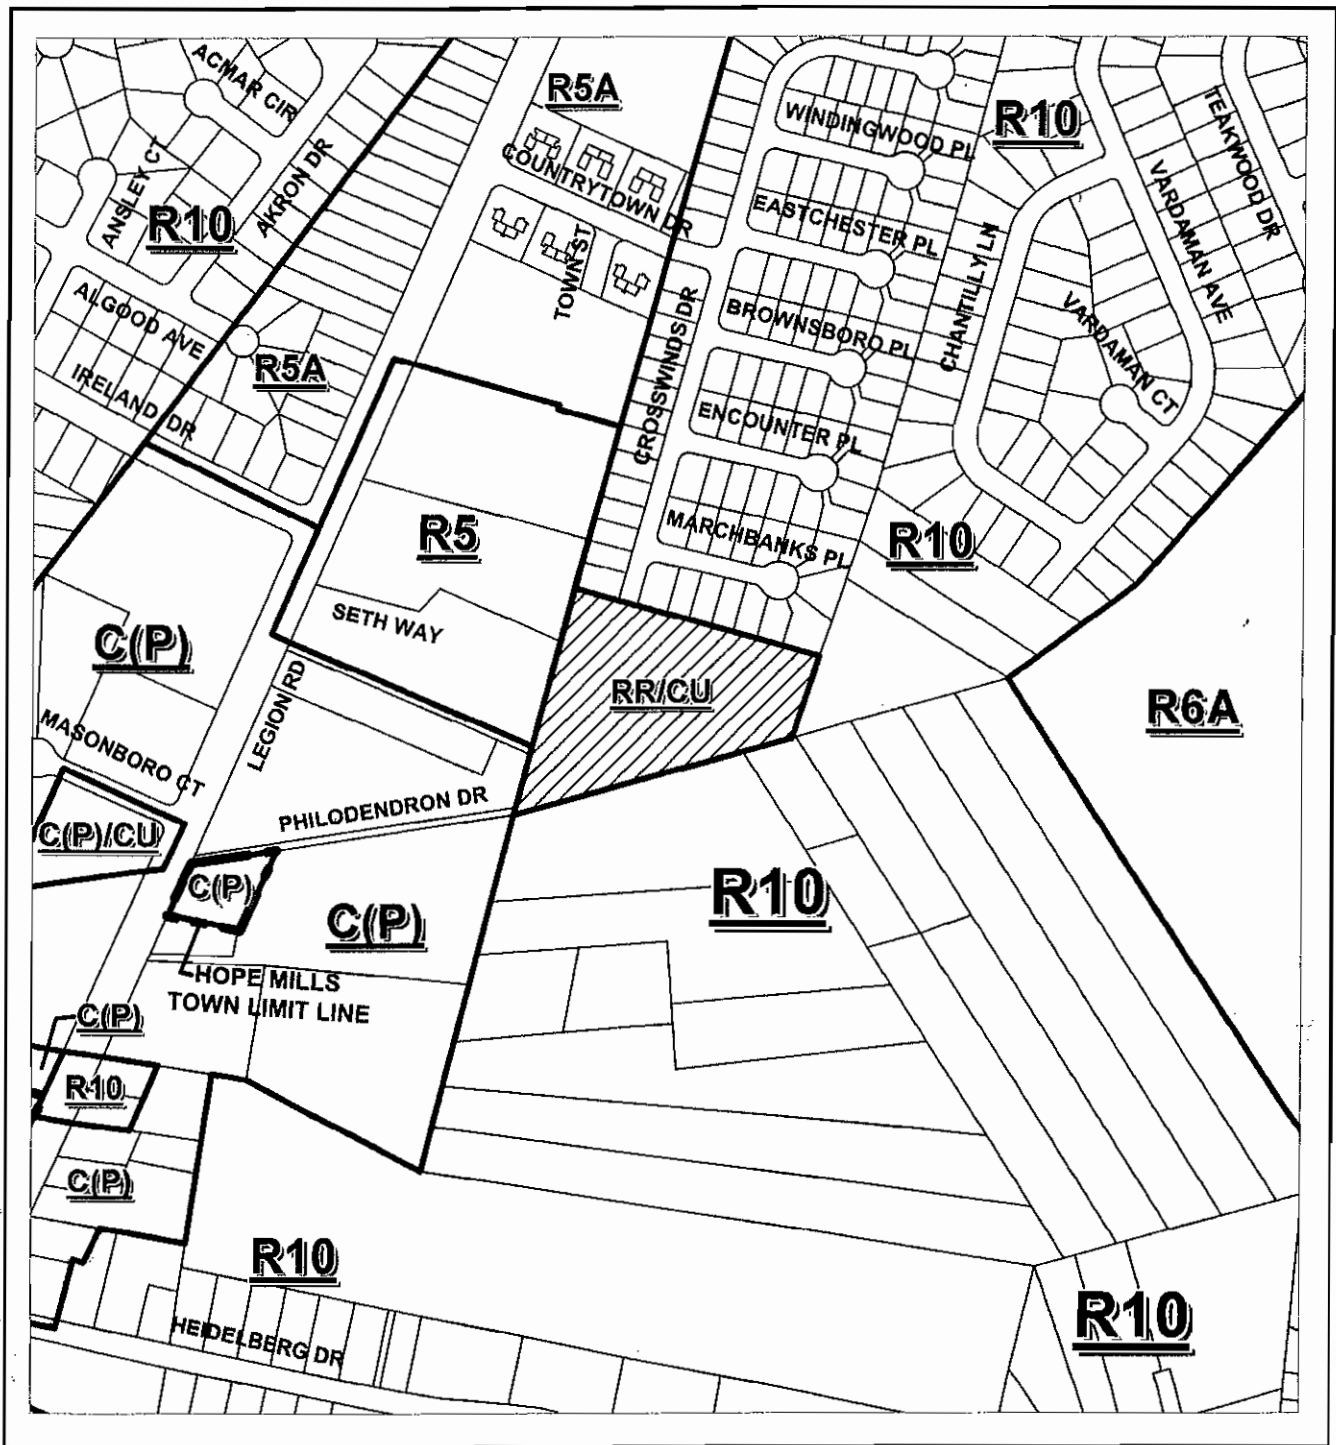 ACMAR CIR
R5A
WINDINGWOOD PL
R10
TEAKWOOD DR
COUNTRYTOWN DR
ANSLEY CT
AKRON DR
VARDAMAN AVE
R10
EASTCHESTER PL
TOWN ST
CHANTILLY LN
ALGOOD AVE
BROWNSBORO PL
VARDAMAN CT
R5A
CROSSWINDS DR
IRELAND DR
ENCOUNTER PL
R5
MARCHBANKS PL
R10
SETH WAY
C(P)
RR/CU
R6A
LEGION RD
MASONBORO CT
PHILODENDRON DR
C(P)/CU
C(P)
R10
C(P)
HOPE MILLS
TOWN LIMIT LINE
C(P)
R10
C(P)
R10
R10
HEIDELBERG DR